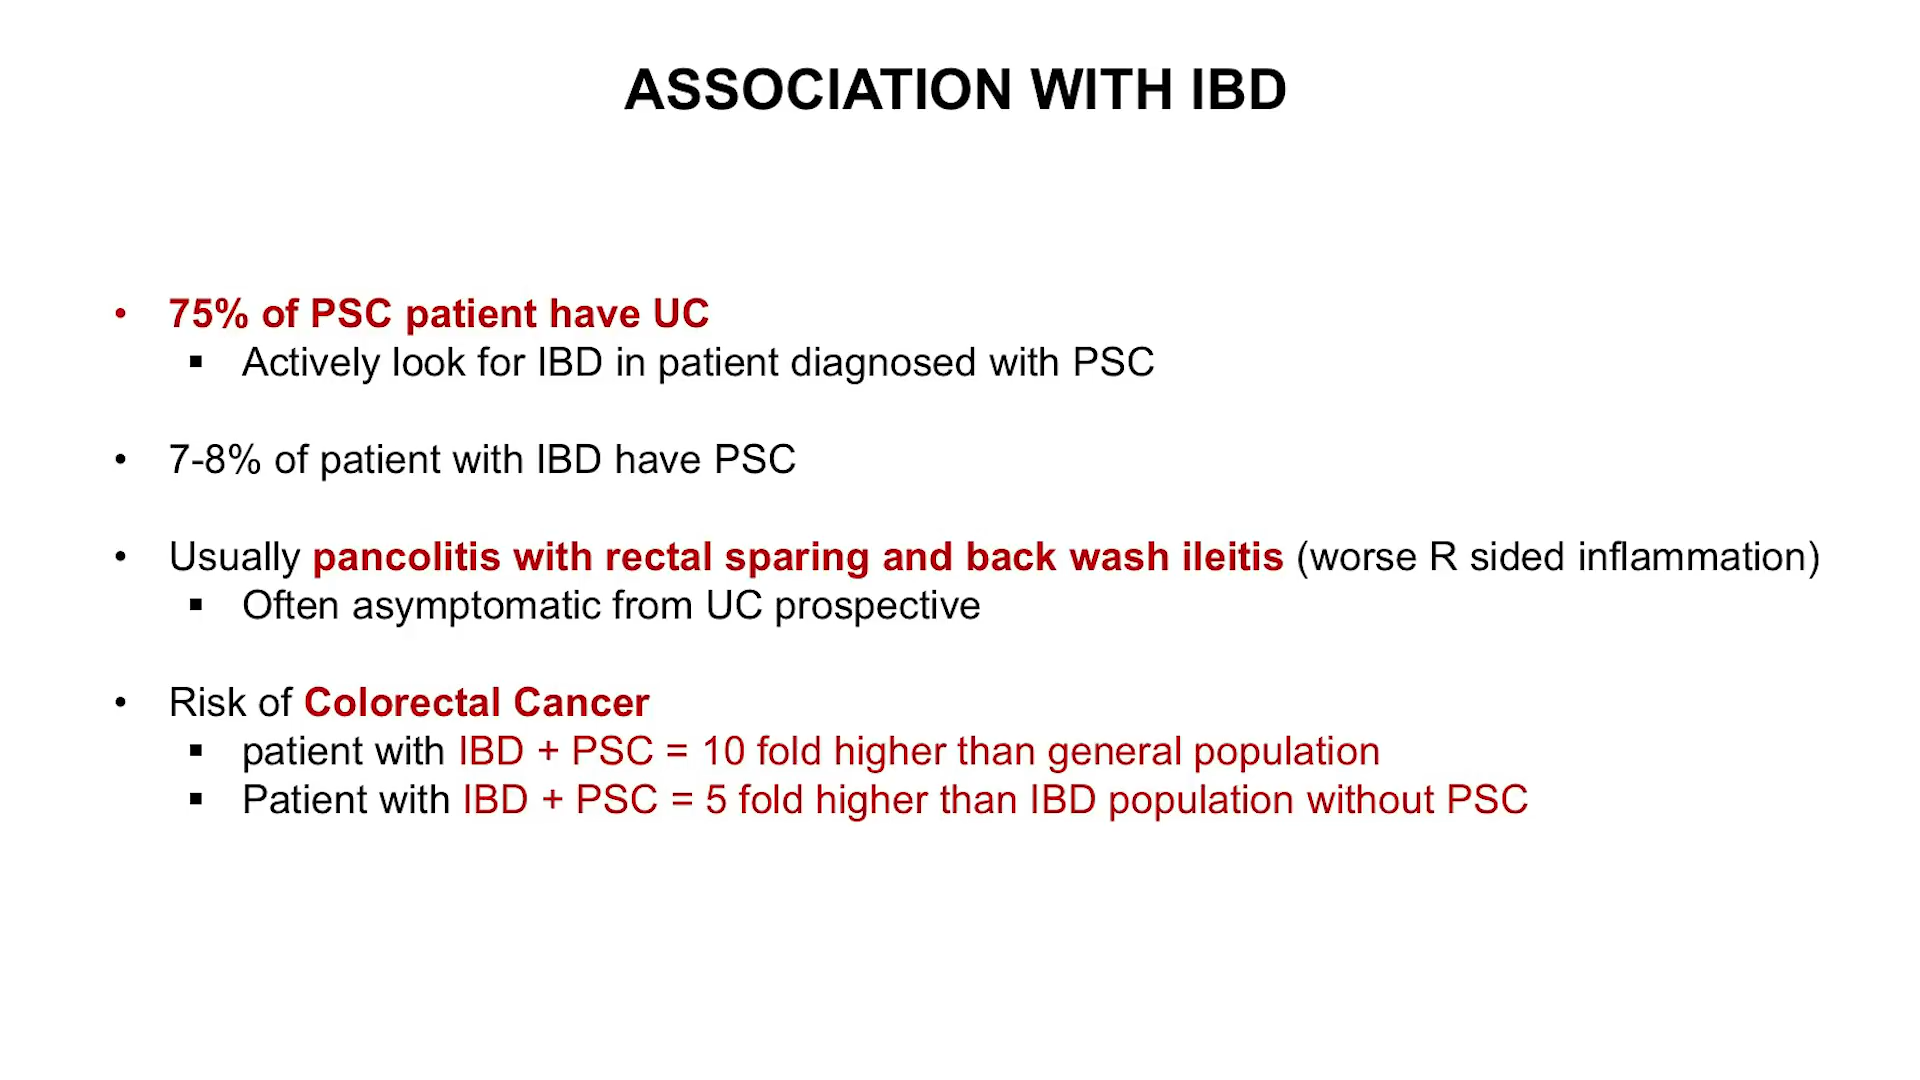 ASSOCIATION WITH IBD
• 75% of PSC patient have UC
▪ Actively look for IBD in patient diagnosed with PSC
• 7-8% of patient with IBD have PSC
• Usually pancolitis with rectal sparing and back wash ileitis (worse R sided inflammation)
▪ Often asymptomatic from UC prospective
• Risk of Colorectal Cancer
▪ patient with IBD + PSC = 10 fold higher than general population
▪ Patient with IBD + PSC = 5 fold higher than IBD population without PSC